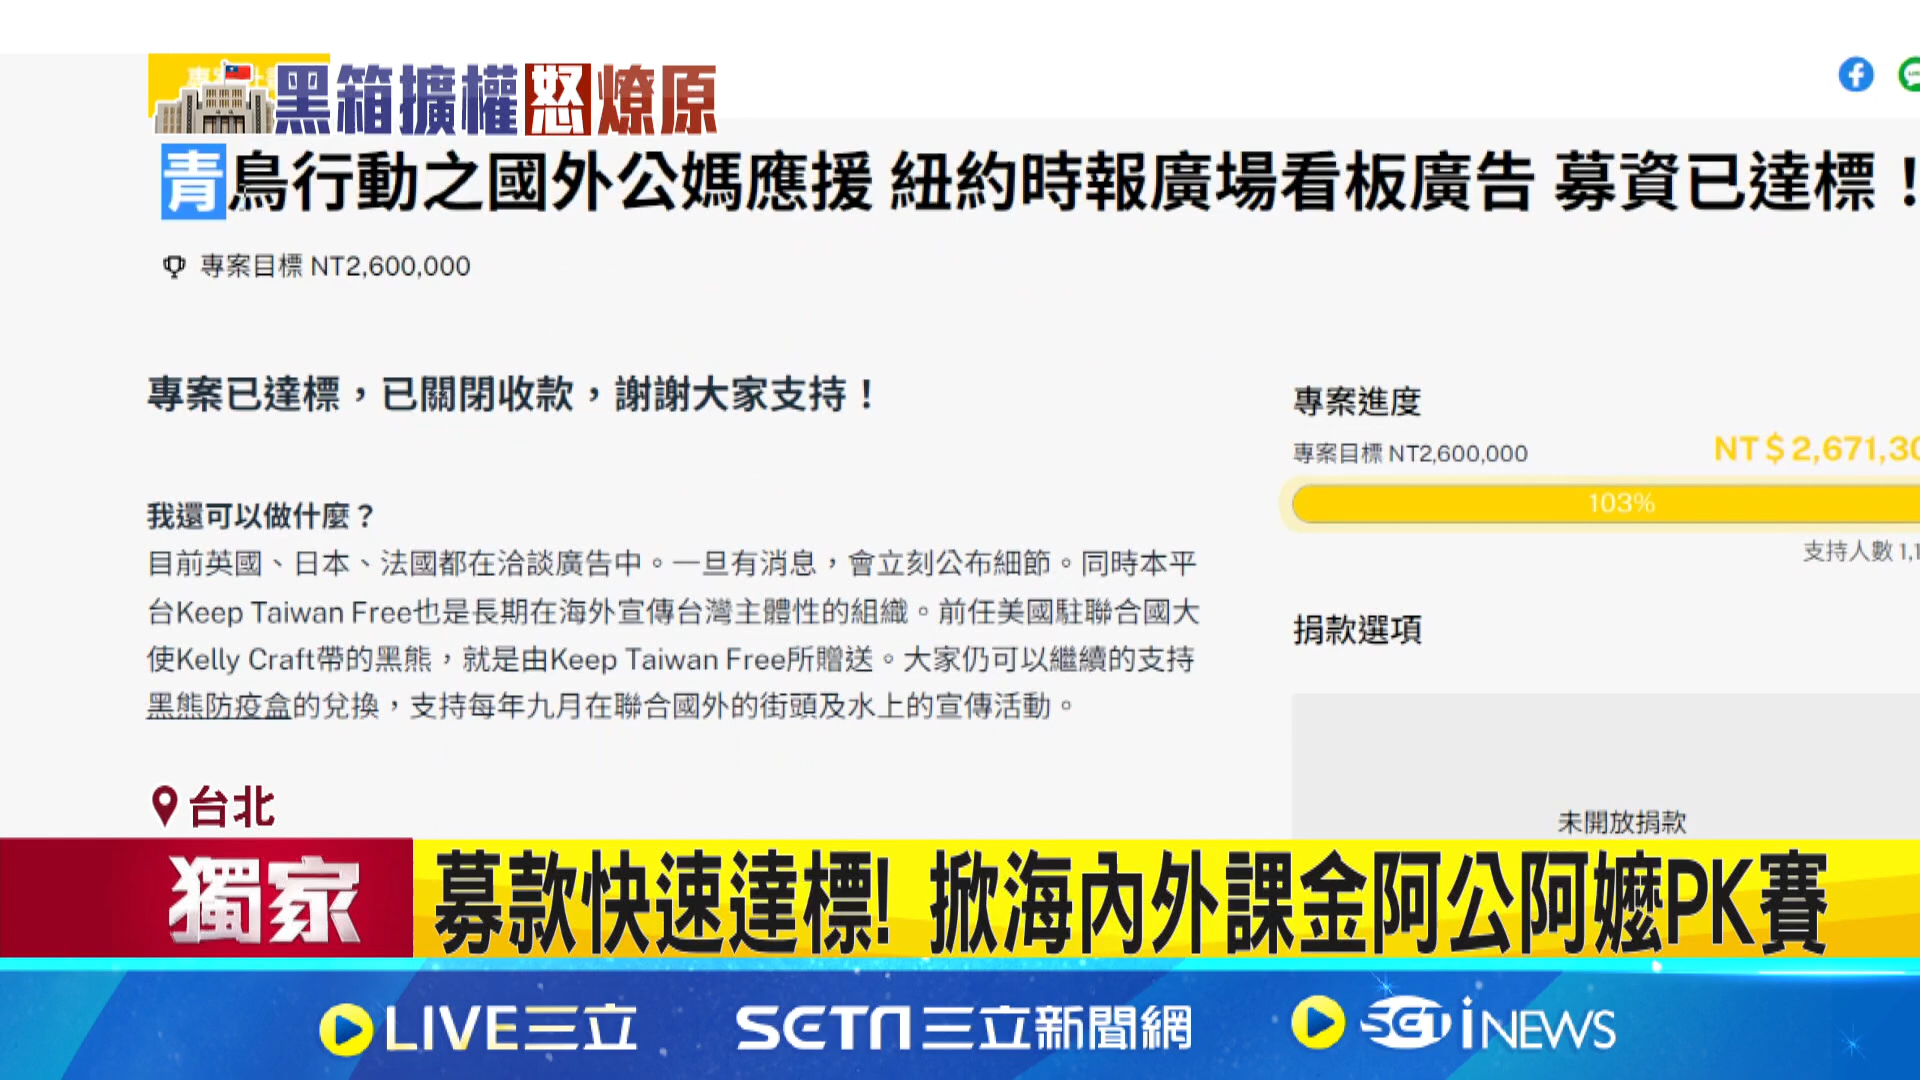 黑箱擴權怒燎原
青鳥行動之國外公媽應援 紐約時報廣場看板廣告 募資已達標！
專案目標 NT2,600,000
專案已達標，已關閉收款，謝謝大家支持！
專案進度
專案目標 NT2,600,000
NT$2,671,30
103%
支持人數 1,1
我還可以做什麼？
目前英國、日本、法國都在洽談廣告中。一旦有消息，會立刻公布細節。同時本平
台Keep Taiwan Free也是長期在海外宣傳台灣主體性的組織。前任美國駐聯合國大
使Kelly Craft帶的黑熊，就是由Keep Taiwan Free所贈送。大家仍可以繼續的支持
黑熊防疫盒的兌換，支持每年九月在聯合國外的街頭及水上的宣傳活動。
捐款選項
未開放捐款
台北
獨家
募款快速達標! 掀海內外課金阿公阿嬤PK賽
LIVE三立
SETN三立新聞網
SETiNEWS